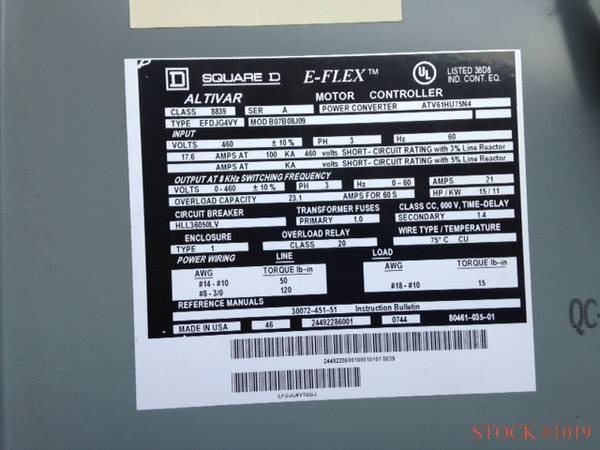 SQUARE D E-FLEX™ UL LISTED 38D8 IND. CONT. EQ.
ALTIVAR MOTOR CONTROLLER
CLASS 8839 SER A POWER CONVERTER ATV61HU75N4
TYPE EFDJG4VY MOD B07B08J09
INPUT
VOLTS 460 ± 10% PH 3 Hz 60
17.6 AMPS AT 100 KA 460 volts SHORT- CIRCUIT RATING with 3% Line Reactor
AMPS AT KA volts SHORT- CIRCUIT RATING with 5% Line Reactor
OUTPUT AT 8 KHz SWITCHING FREQUENCY
VOLTS 0- 460 ± 10 % PH 3 Hz 0 - 60 AMPS 21
OVERLOAD CAPACITY 23.1 AMPS FOR 60 S HP / KW 15 / 11
CIRCUIT BREAKER TRANSFORMER FUSES CLASS CC, 600 V, TIME-DELAY
HLL36050LV PRIMARY 1.0 SECONDARY 1.4
ENCLOSURE OVERLOAD RELAY WIRE TYPE / TEMPERATURE
TYPE 1 CLASS 20 75° C CU
POWER WIRING LINE LOAD
AWG TORQUE lb-in AWG TORQUE lb-in
#14 - #10 50 #18 - #10 15
#8 - 3/0 120
REFERENCE MANUALS
30072-451-51 Instruction Bulletin
MADE IN USA 46 24492286001 0744 80461-035-01
QC-
STOCK #1019